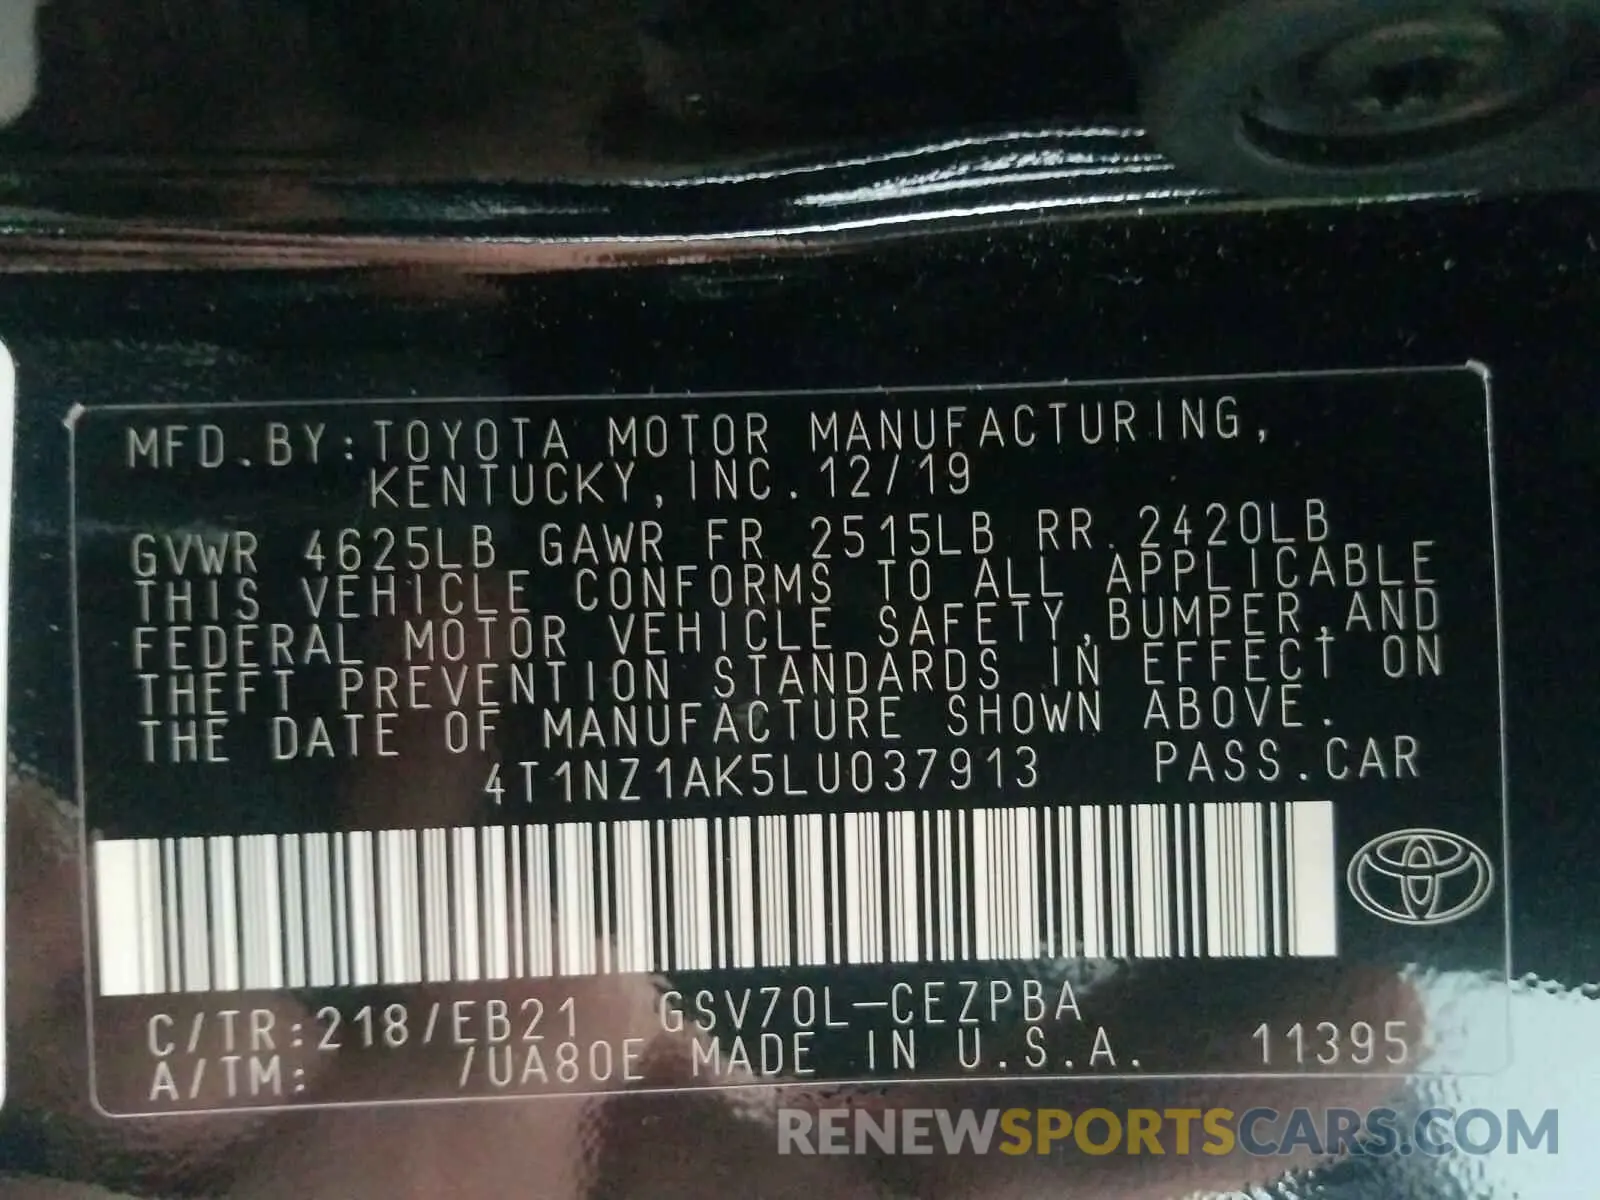 MFD.BY:TOYOTA MOTOR MANUFACTURING,
KENTUCKY,INC.12/19
GVWR 4625LB GAWR FR 2515LB RR 2420LB
THIS VEHICLE CONFORMS TO ALL APPLICABLE
FEDERAL MOTOR VEHICLE SAFETY,BUMPER,AND
THEFT PREVENTION STANDARDS IN EFFECT ON
THE DATE OF MANUFACTURE SHOWN ABOVE.
4T1NZ1AK5LU037913 PASS.CAR
C/TR:218/EB21 GSV70L-CEZPBA
A/TM: /UA80E MADE IN U.S.A. 11395
RENEWSPORTSCARS.COM